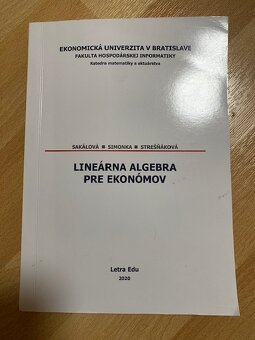 EKONOMICKÁ UNIVERZITA V BRATISLAVE
FAKULTA HOSPODÁRSKEJ INFORMATIKY
Katedra matematiky a aktuárstva
SAKÁLOVÁ ■ SIMONKA ■ STREŠŇÁKOVÁ
LINEÁRNA ALGEBRA
PRE EKONÓMOV
Letra Edu
2020